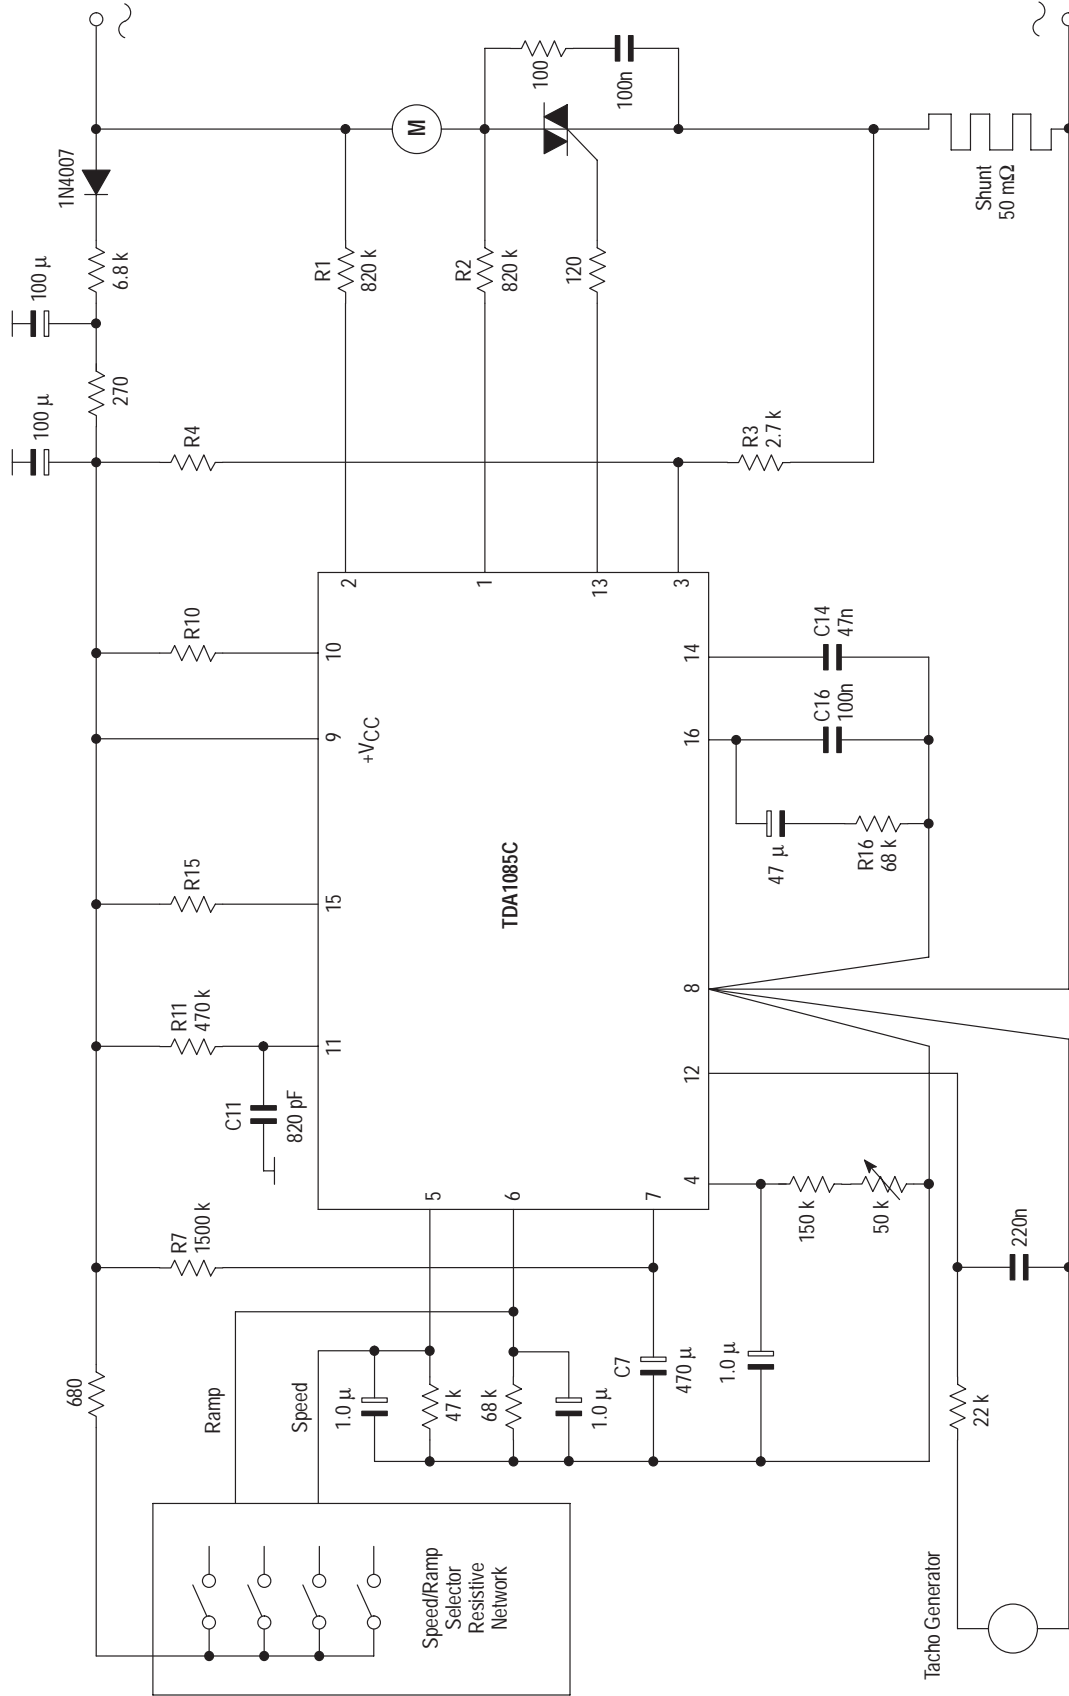 1N4007
6.8 k
100 µ
270
100 µ
R4
R10
R15
R11
470 k
C11
820 pF
R7
1500 k
680
R1
820 k
M
R2
820 k
120
100
100n
R3
2.7 k
Shunt
50 mΩ
2
1
13
3
10
9
+VCC
15
11
5
6
7
4
12
8
16
14
TDA1085C
C14
47n
C16
100n
47 µ
R16
68 k
Ramp
Speed
1.0 µ
47 k
68 k
1.0 µ
C7
470 µ
1.0 µ
150 k
50 k
220n
22 k
Speed/Ramp
Selector
Resistive
Network
Tacho Generator